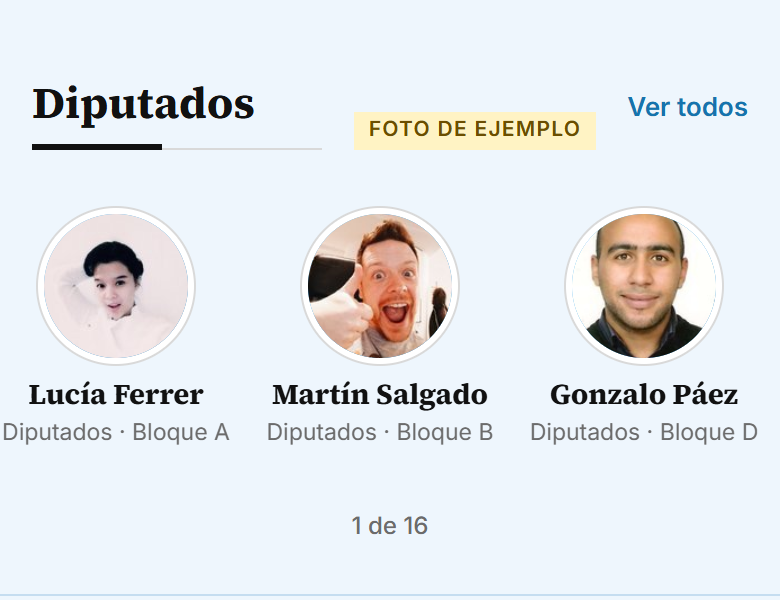 Diputados
FOTO DE EJEMPLO
Ver todos
Lucía Ferrer
Diputados · Bloque A
Martín Salgado
Diputados · Bloque B
Gonzalo Páez
Diputados · Bloque D
1 de 16